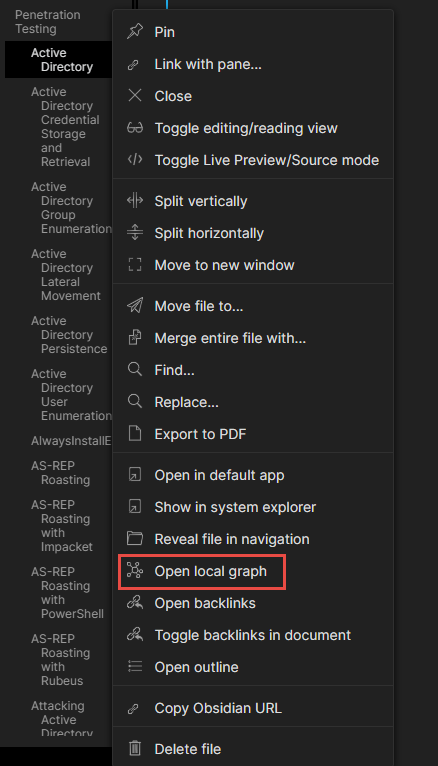 Penetration
Testing
Active
Directory
Active
Directory
Credential
Storage
and
Retrieval
Active
Directory
Group
Enumeration
Active
Directory
Lateral
Movement
Active
Directory
Persistence
Active
Directory
User
Enumeration
AlwaysInstallE
AS-REP
Roasting
AS-REP
Roasting
with
Impacket
AS-REP
Roasting
with
PowerShell
AS-REP
Roasting
with
Rubeus
Attacking
Active
Directory
Pin
Link with pane...
Close
Toggle editing/reading view
Toggle Live Preview/Source mode
Split vertically
Split horizontally
Move to new window
Move file to...
Merge entire file with...
Find...
Replace...
Export to PDF
Open in default app
Show in system explorer
Reveal file in navigation
Open local graph
Open backlinks
Toggle backlinks in document
Open outline
Copy Obsidian URL
Delete file